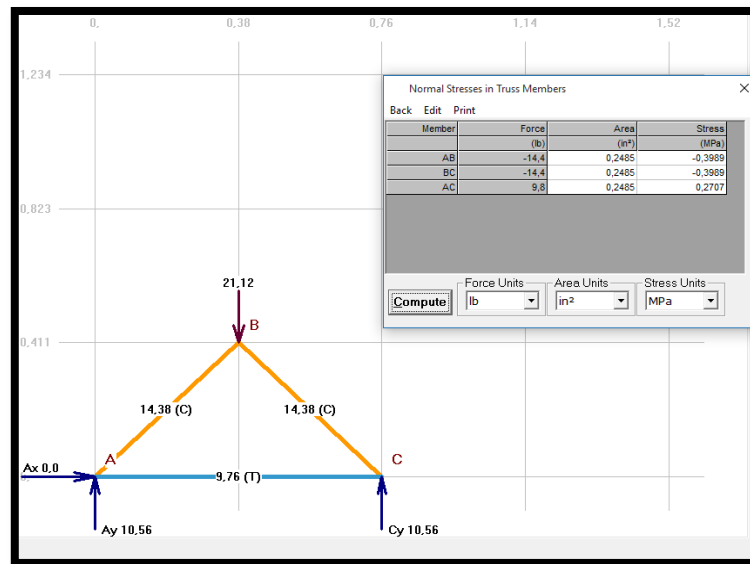 0, 0,38 0,76 1,14 1,52
1,234
Normal Stresses in Truss Members
Back Edit Print
Member Force Area Stress
(lb) (in²) (MPa)
AB -14,4 0,2485 -0,3989
BC -14,4 0,2485 -0,3989
AC 9,8 0,2485 0,2707
0,823
Force Units Area Units Stress Units
Compute lb in² MPa
21,12
B
0,411
14,38 (C) 14,38 (C)
A C
Ax 0,0 9,76 (T)
Ay 10,56 Cy 10,56